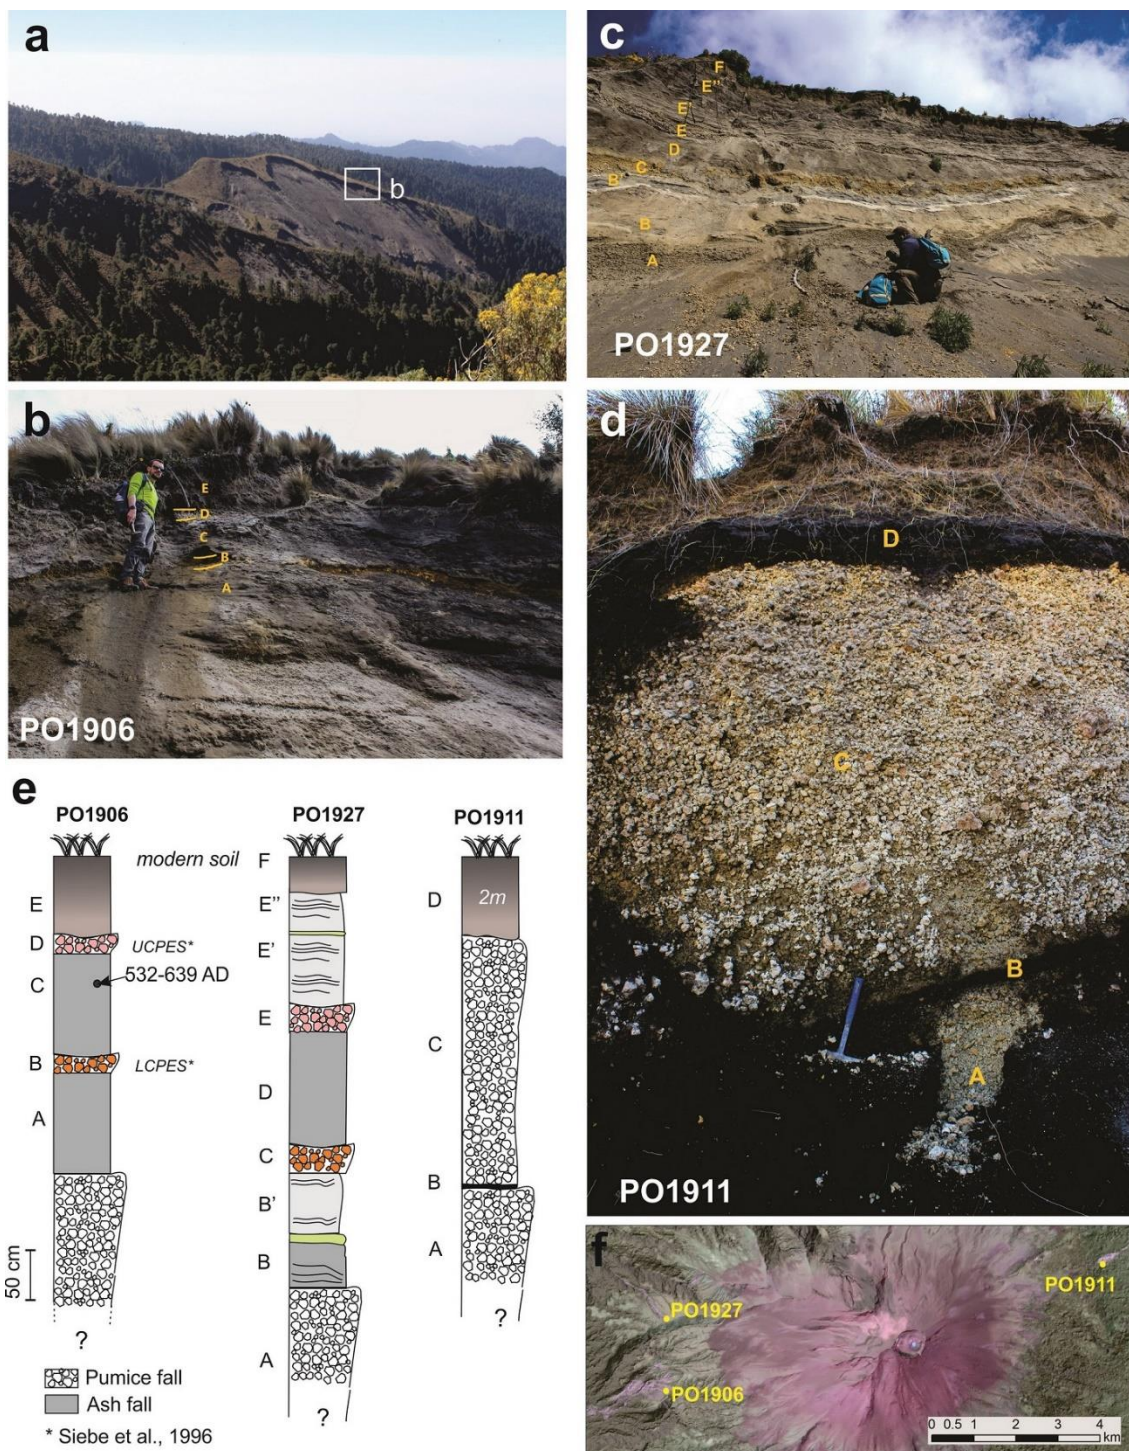 a
b
c
F
E"
E'
E
D
C
B'
B
A
PO1927
b
E
D
C
B
A
PO1906
d
D
C
B
A
PO1911
e
PO1906
PO1927
PO1911
modern soil
E
D
UCPES*
C
532-639 AD
B
LCPES*
A
50 cm
?
F
E"
E'
E
D
C
B'
B
A
?
D
2m
C
B
A
?
Pumice fall
Ash fall
* Siebe et al., 1996
f
PO1911
PO1927
PO1906
0 0.5 1 2 3 4
km